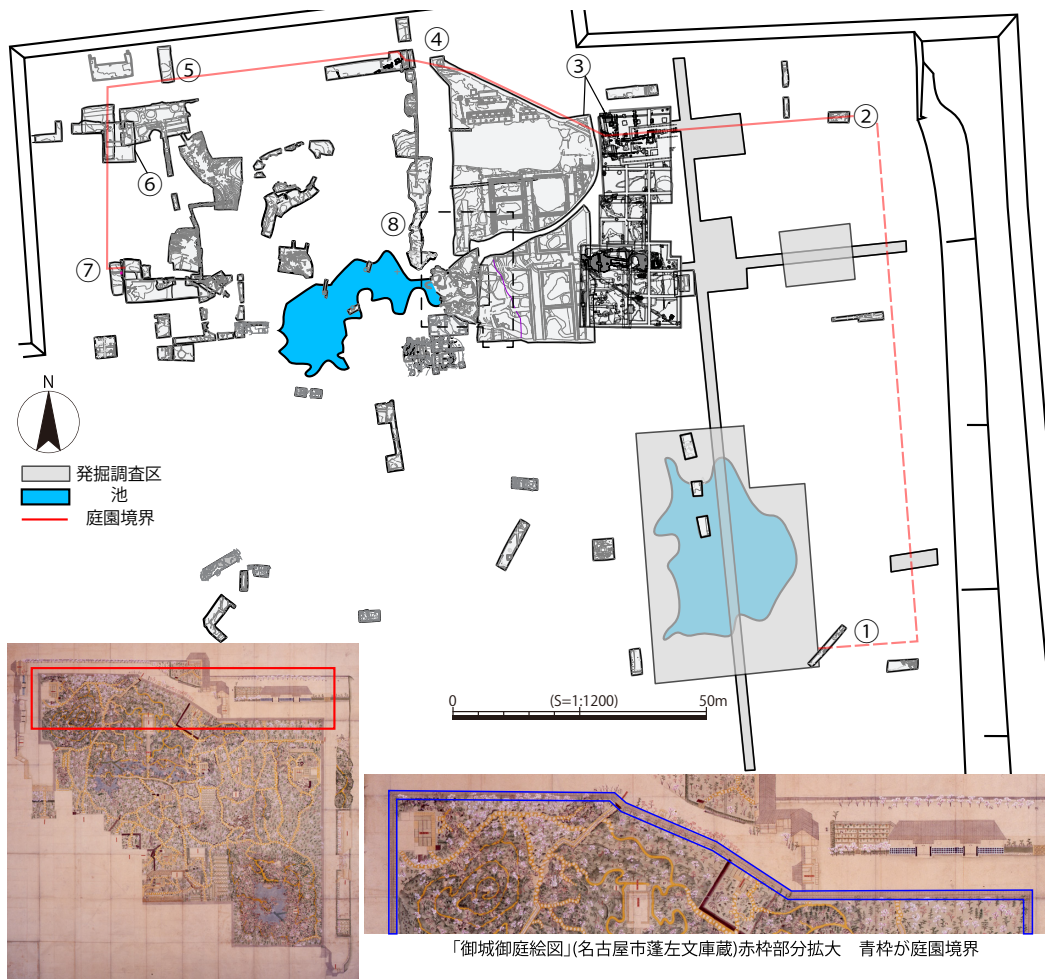 ④
⑤
③
②
⑥
⑧
⑦
N
発掘調査区
池
庭園境界
①
0 (S=1:1200) 50m
「御城御庭絵図」(名古屋市蓬左文庫蔵)赤枠部分拡大　青枠が庭園境界